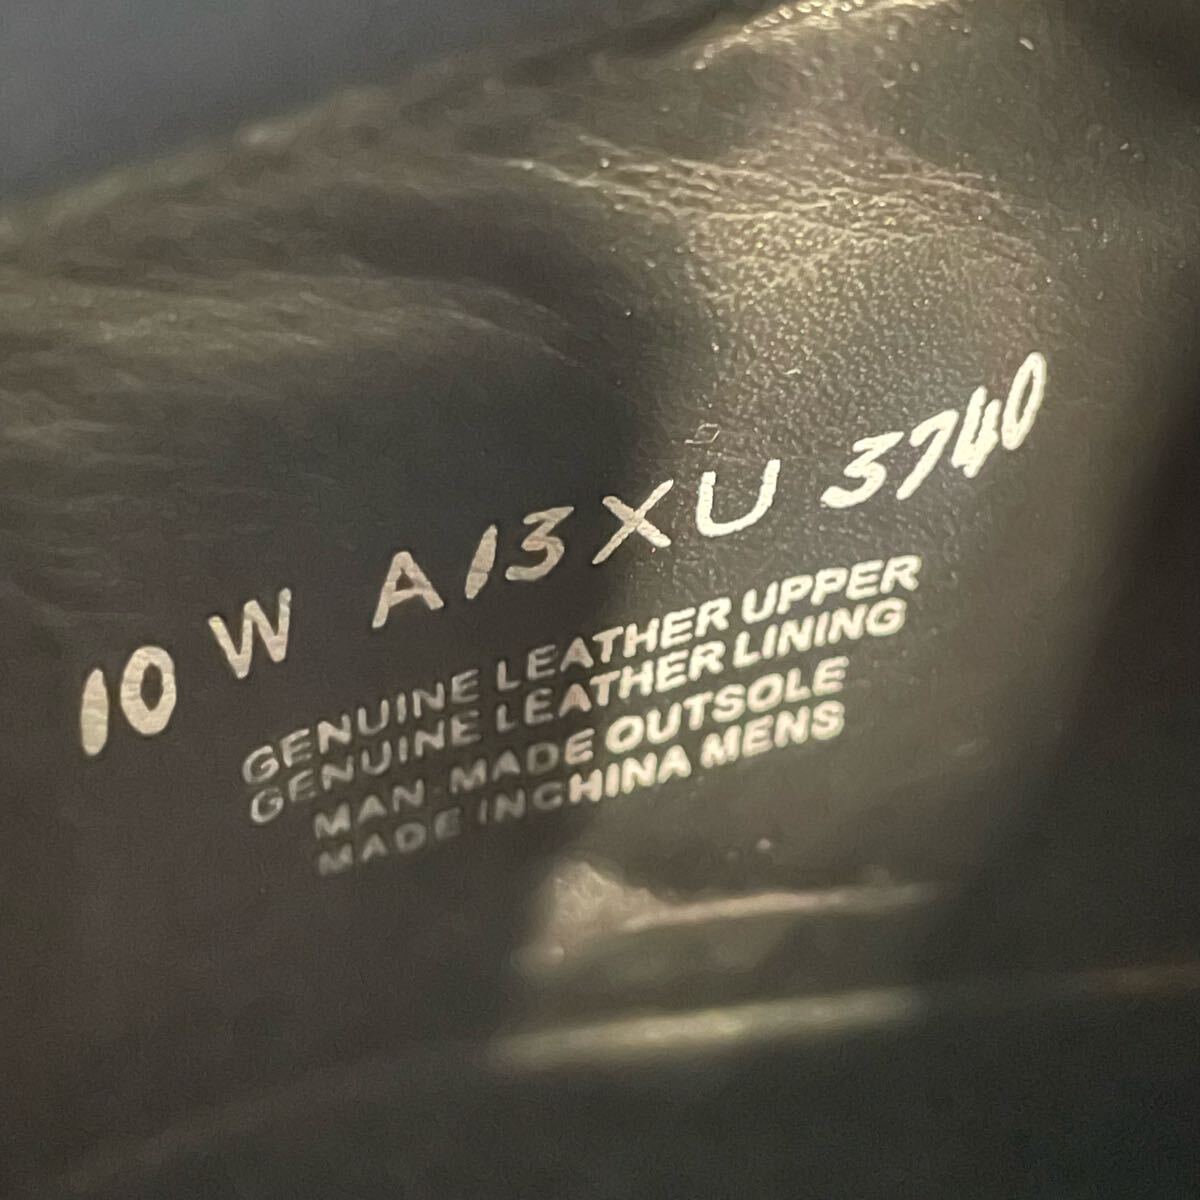 10 W A13XU 3740
GENUINE LEATHER UPPER
GENUINE LEATHER LINING
MAN-MADE OUTSOLE
MADE INCHINA MENS